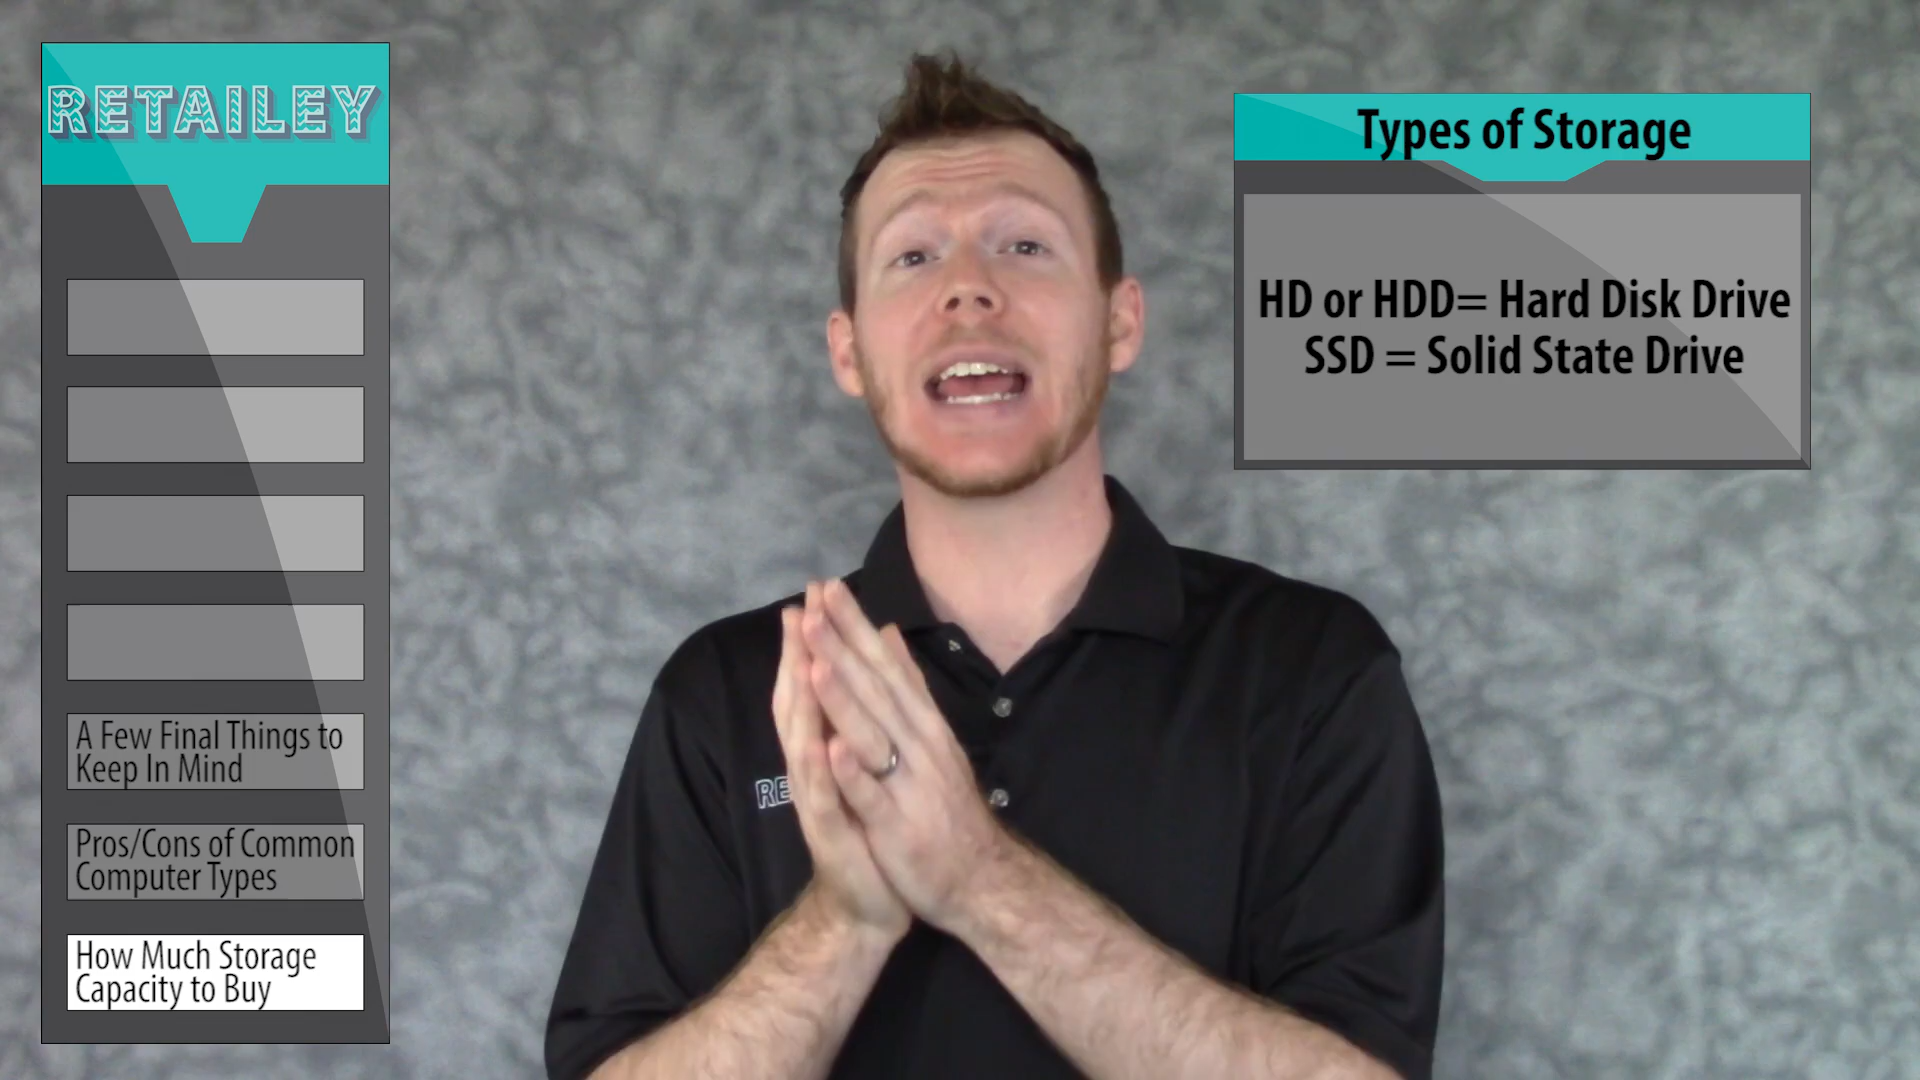 RETAILEY
A Few Final Things to
Keep In Mind
Pros/Cons of Common
Computer Types
How Much Storage
Capacity to Buy
Types of Storage
HD or HDD= Hard Disk Drive
SSD = Solid State Drive
RE